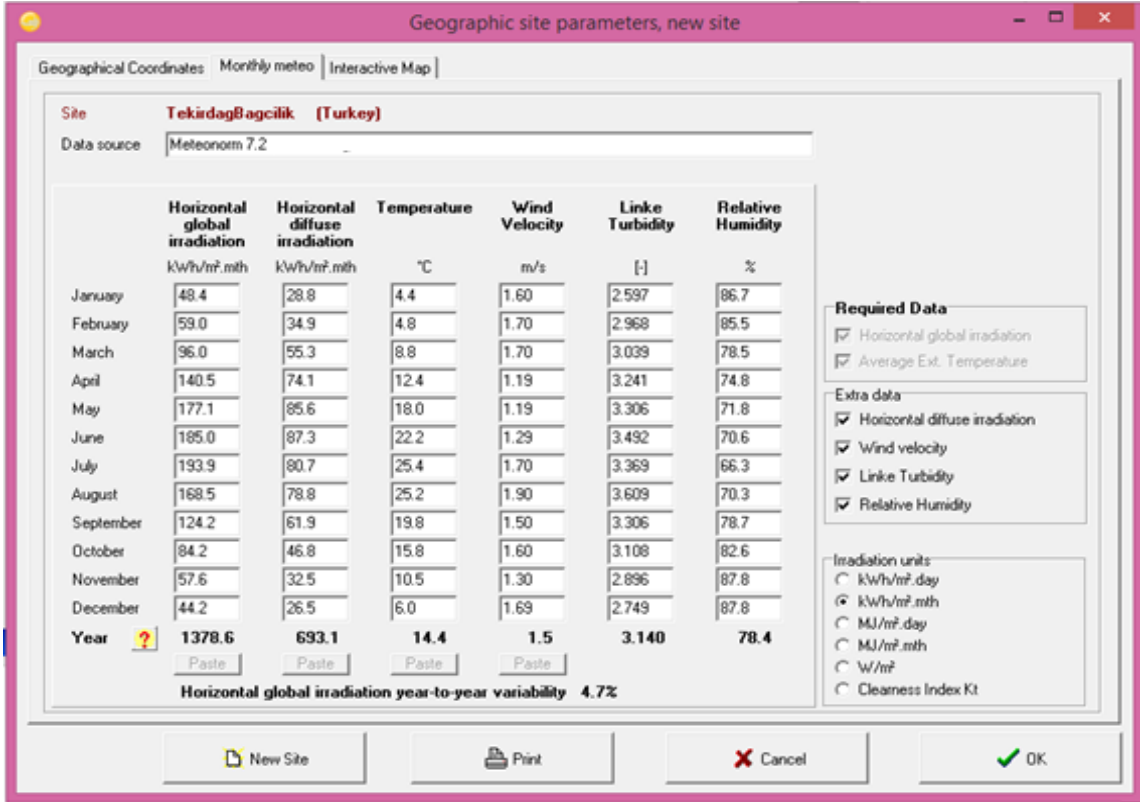 Geographic site parameters, new site
Geographical Coordinates Monthly meteo Interactive Map
Site TekirdagBagcilik (Turkey)
Data source Meteonorm 7.2
Horizontal global irradiation Horizontal diffuse irradiation Temperature Wind Velocity Linke Turbidity Relative Humidity
kWh/m².mth kWh/m².mth °C m/s [-] %
January 48.4 28.8 4.4 1.60 2.597 86.7
February 59.0 34.9 4.8 1.70 2.968 85.5
March 96.0 55.3 8.8 1.70 3.039 78.5
April 140.5 74.1 12.4 1.19 3.241 74.8
May 177.1 85.6 18.0 1.19 3.306 71.8
June 185.0 87.3 22.2 1.29 3.492 70.6
July 193.9 80.7 25.4 1.70 3.369 66.3
August 168.5 78.8 25.2 1.90 3.609 70.3
September 124.2 61.9 19.8 1.50 3.306 78.7
October 84.2 46.8 15.8 1.60 3.108 82.6
November 57.6 32.5 10.5 1.30 2.896 87.8
December 44.2 26.5 6.0 1.69 2.749 87.8
Year ? 1378.6 693.1 14.4 1.5 3.140 78.4
Paste Paste Paste Paste
Horizontal global irradiation year-to-year variability 4.7%
Required Data
Horizontal global irradiation
Average Ext. Temperature
Extra data
Horizontal diffuse irradiation
Wind velocity
Linke Turbidity
Relative Humidity
Irradiation units
kWh/m².day
kWh/m².mth
MJ/m².day
MJ/m².mth
W/m²
Clearness Index Kt
New Site Print Cancel OK